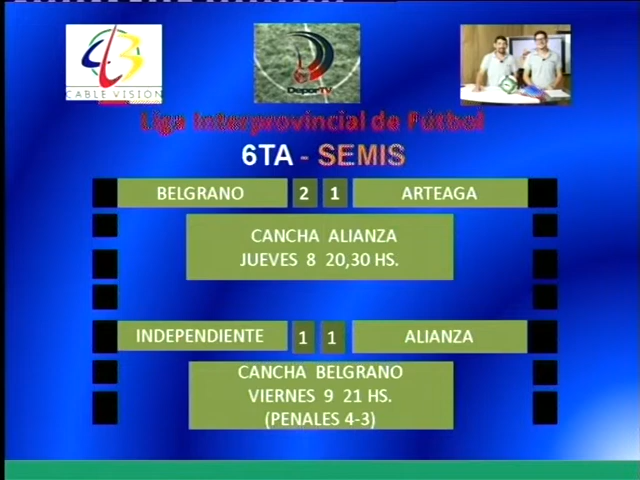 CABLE VISION
DeporTV
Liga Interprovincial de Fútbol
6TA - SEMIS
BELGRANO 2 1 ARTEAGA
CANCHA ALIANZA
JUEVES 8 20,30 HS.
INDEPENDIENTE 1 1 ALIANZA
CANCHA BELGRANO
VIERNES 9 21 HS.
(PENALES 4-3)